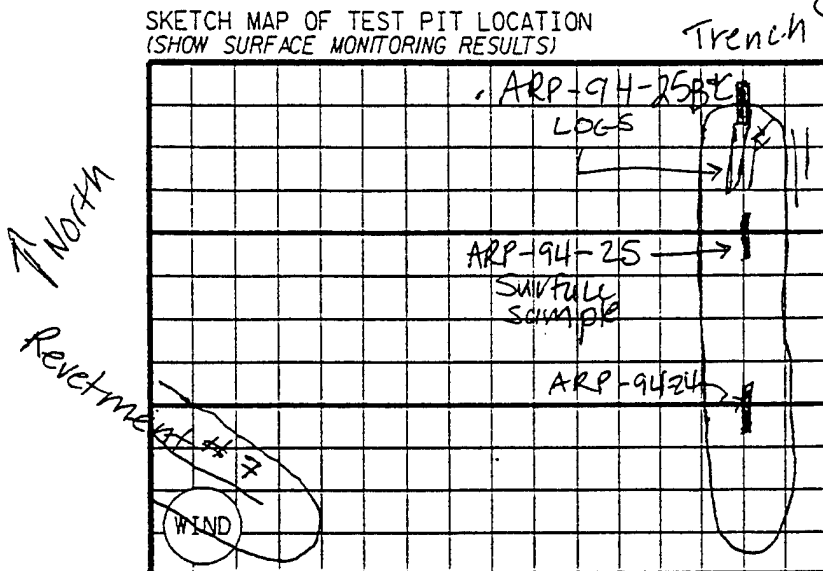 SKETCH MAP OF TEST PIT LOCATION
(SHOW SURFACE MONITORING RESULTS)
Trench
ARP-94-25B+C
LOGS
North
ARP-94-25
Surface
sample
ARP-94-24
Revetment # 7
WIND